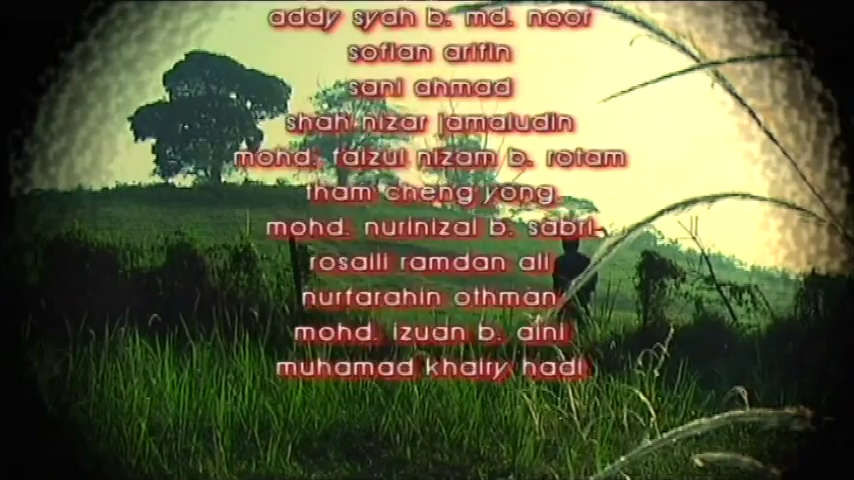 addy syah b. md. noor
sofian arifin
sani ahmad
shah nizar jamaludin
mohd. faizul nizam b. rotam
tham cheng yong
mohd. nurinizal b. sabri
rosaili ramdan ali
nurfarahin othman
mohd. izuan b. aini
muhamad khairy hadi